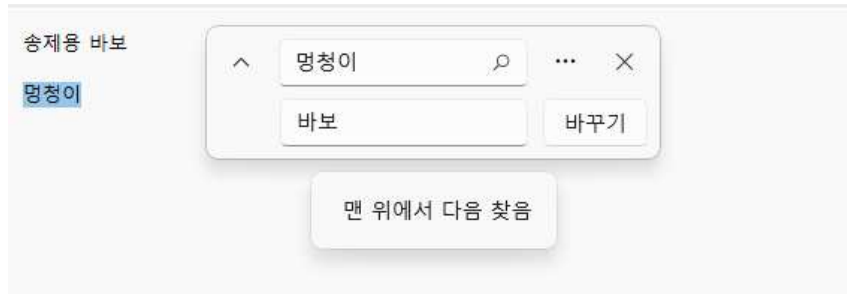 송제용 바보
멍청이
멍청이
바보
바꾸기
맨 위에서 다음 찾음